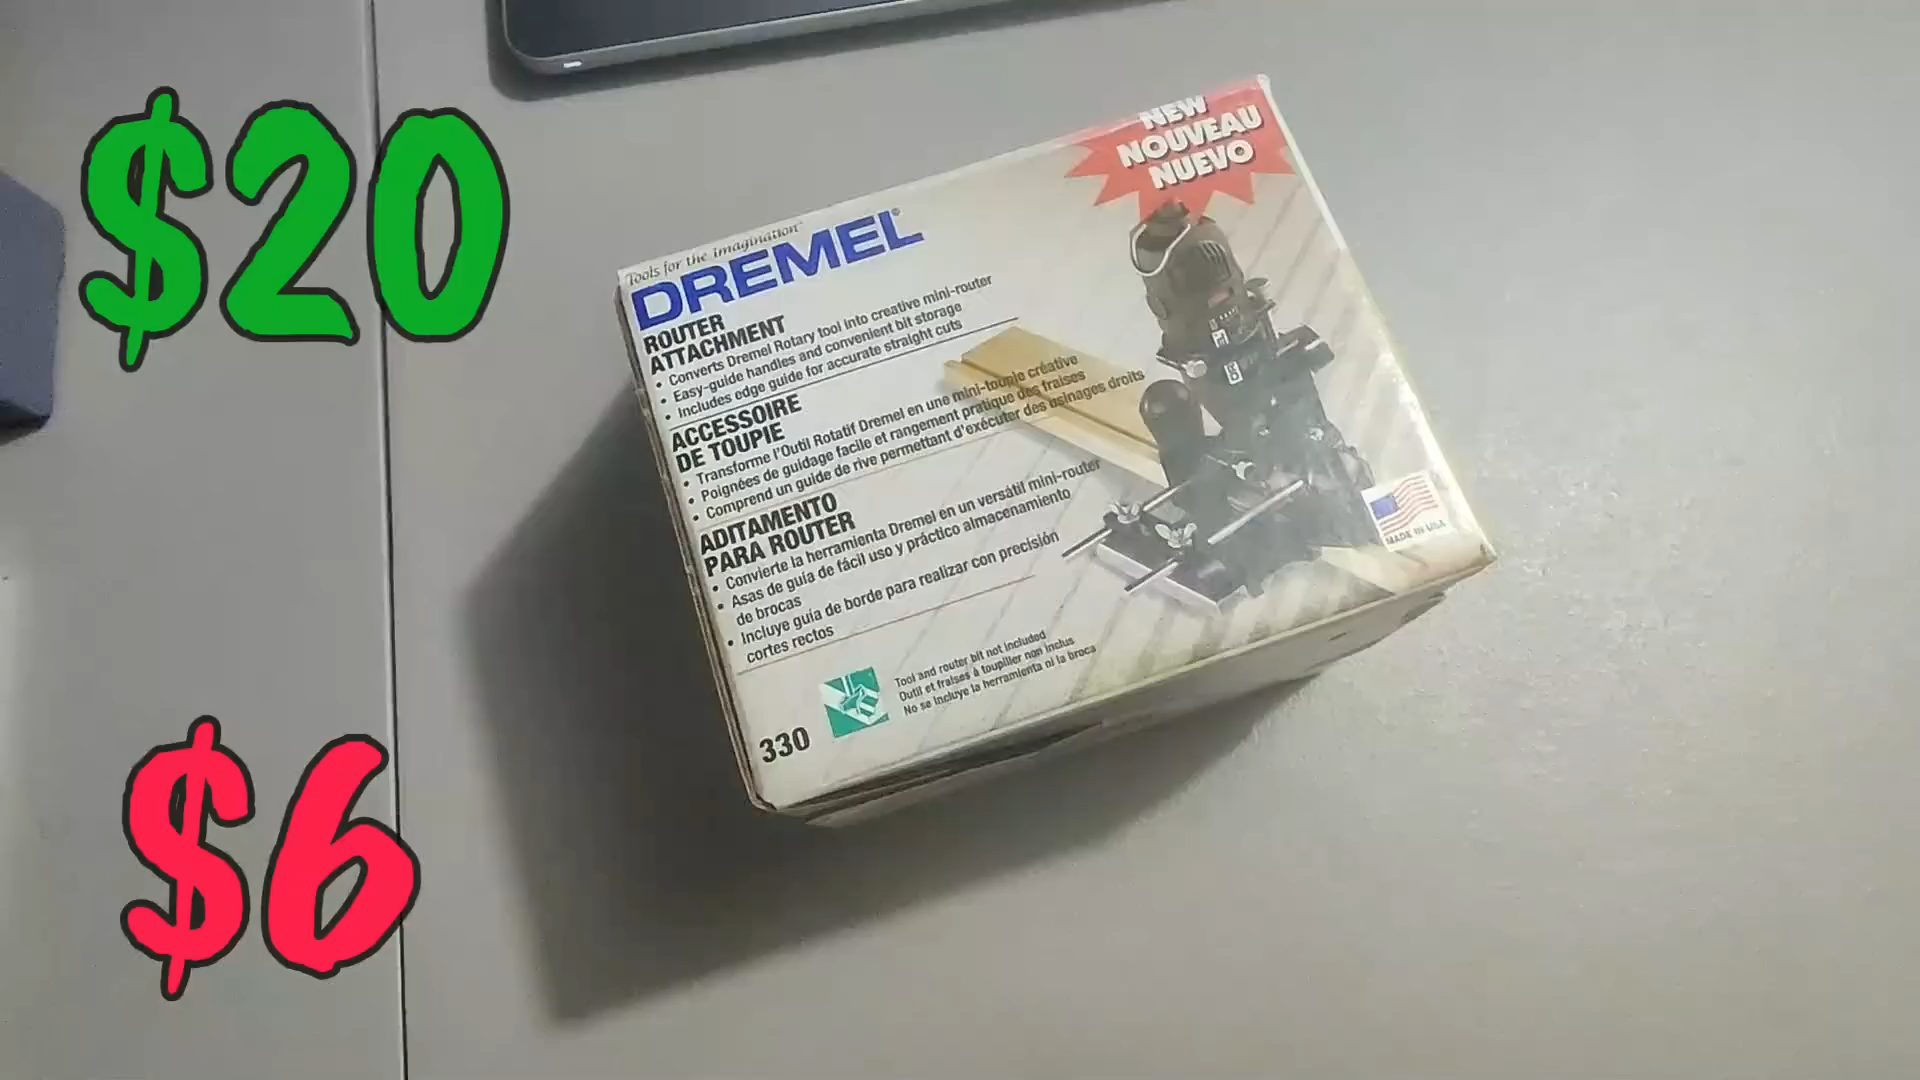 $20
$6
NEW
NOUVEAU
NUEVO
Tools for the Imagination™
DREMEL®
ROUTER
ATTACHMENT
• Converts Dremel Rotary tool into creative mini-router
• Easy-guide handles and convenient bit storage
• Includes edge guide for accurate straight cuts
ACCESSOIRE
DE TOUPIE
• Transforme l'Outil Rotatif Dremel en une mini-toupie créative
• Poignées de guidage facile et rangement pratique des fraises
• Comprend un guide de rive permettant d'exécuter des usinages droits
ADITAMENTO
PARA ROUTER
• Convierte la herramienta Dremel en un versátil mini-router
• Asas de guía de fácil uso y práctico almacenamiento
de brocas
• Incluye guía de borde para realizar con precisión
cortes rectos
MADE IN USA
Tool and router bit not included
Outil et fraises à toupiller non inclus
No se incluye la herramienta ni la broca
330